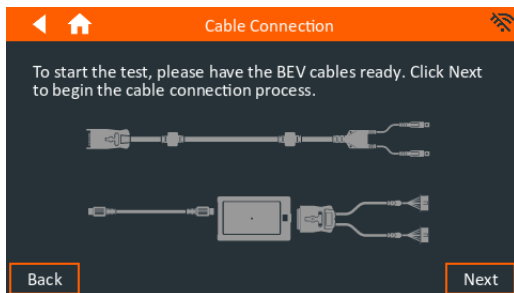 Cable Connection
To start the test, please have the BEV cables ready. Click Next
to begin the cable connection process.
Back
Next